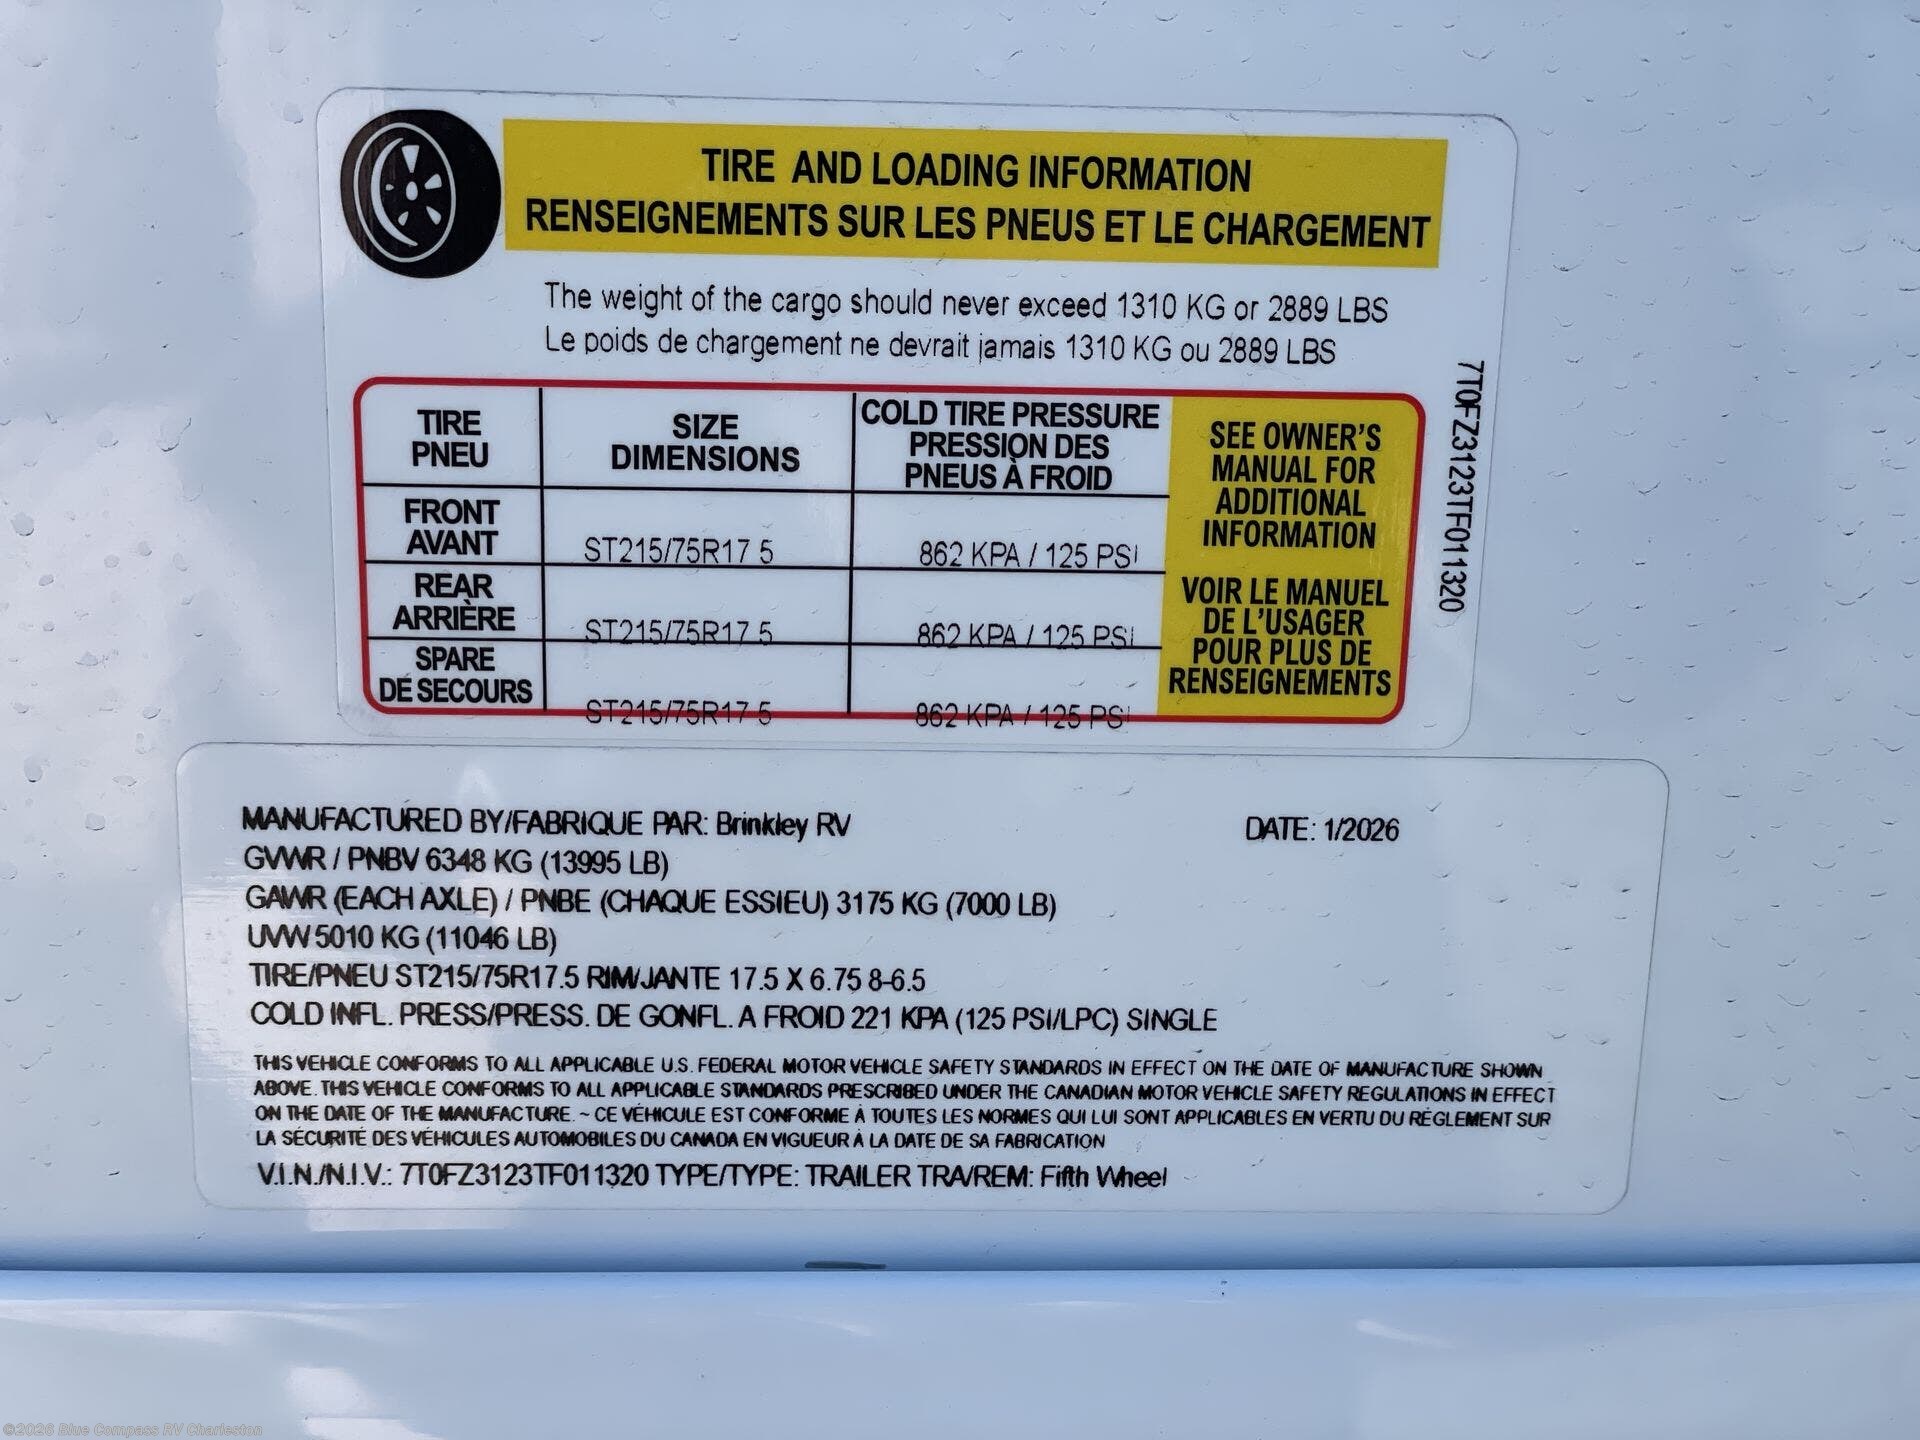 TIRE AND LOADING INFORMATION
RENSEIGNEMENTS SUR LES PNEUS ET LE CHARGEMENT
The weight of the cargo should never exceed 1310 KG or 2889 LBS
Le poids de chargement ne devrait jamais 1310 KG ou 2889 LBS
TIRE
PNEU
SIZE
DIMENSIONS
COLD TIRE PRESSURE
PRESSION DES
PNEUS À FROID
FRONT
AVANT
ST215/75R17 5
862 KPA / 125 PSI
REAR
ARRIÈRE
ST215/75R17 5
862 KPA / 125 PSI
SPARE
DE SECOURS
ST215/75R17 5
862 KPA / 125 PSI
SEE OWNER'S
MANUAL FOR
ADDITIONAL
INFORMATION
VOIR LE MANUEL
DE L'USAGER
POUR PLUS DE
RENSEIGNEMENTS
7T0FZ3123TF011320
MANUFACTURED BY/FABRIQUE PAR: Brinkley RV DATE: 1/2026
GVWR / PNBV 6348 KG (13995 LB)
GAWR (EACH AXLE) / PNBE (CHAQUE ESSIEU) 3175 KG (7000 LB)
UVW 5010 KG (11046 LB)
TIRE/PNEU ST215/75R17.5 RIM/JANTE 17.5 X 6.75 8-6.5
COLD INFL. PRESS/PRESS. DE GONFL. A FROID 221 KPA (125 PSI/LPC) SINGLE
THIS VEHICLE CONFORMS TO ALL APPLICABLE U.S. FEDERAL MOTOR VEHICLE SAFETY STANDARDS IN EFFECT ON THE DATE OF MANUFACTURE SHOWN
ABOVE. THIS VEHICLE CONFORMS TO ALL APPLICABLE STANDARDS PRESCRIBED UNDER THE CANADIAN MOTOR VEHICLE SAFETY REGULATIONS IN EFFECT
ON THE DATE OF THE MANUFACTURE. ~ CE VÉHICULE EST CONFORME À TOUTES LES NORMES QUI LUI SONT APPLICABLES EN VERTU DU RÈGLEMENT SUR
LA SÉCURITÉ DES VÉHICULES AUTOMOBILES DU CANADA EN VIGUEUR À LA DATE DE SA FABRICATION
V.I.N./N.I.V.: 7T0FZ3123TF011320 TYPE/TYPE: TRAILER TRA/REM: Fifth Wheel
©2026 Blue Compass RV Charleston